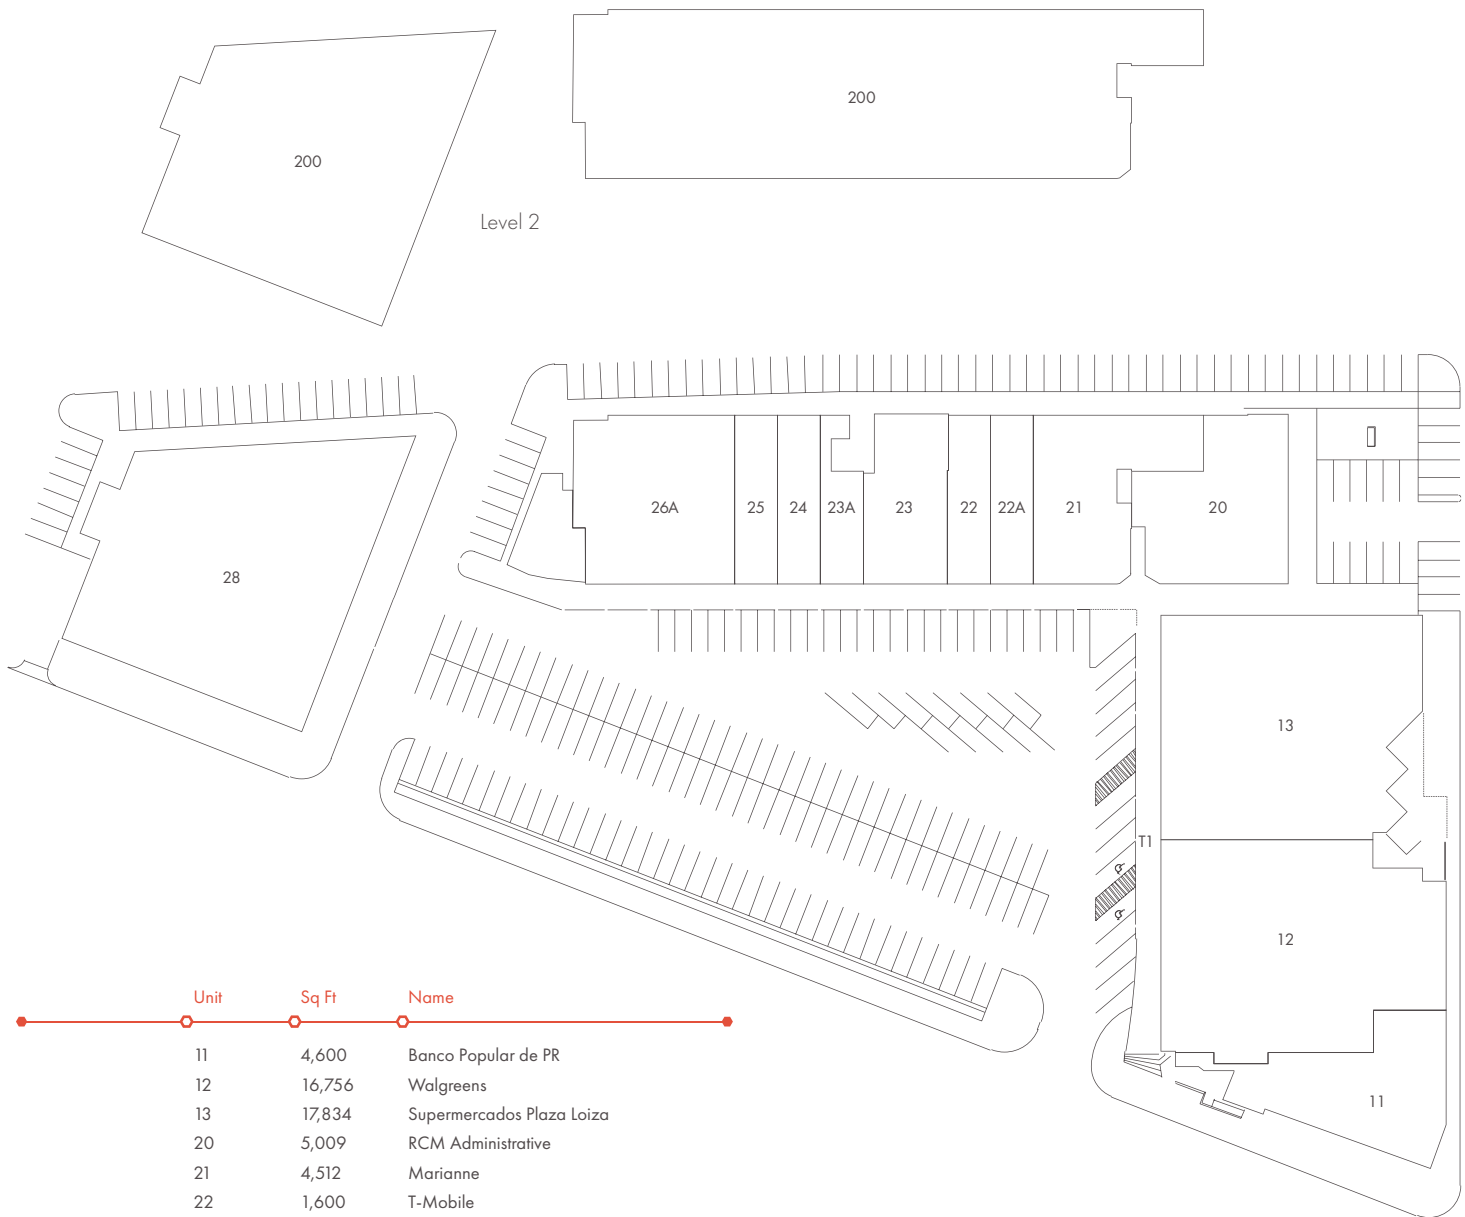 200
200
Level 2
26A 25 24 23A 23 22 22A 21 20
28
13
T1
12
11
Unit Sq Ft Name
11 4,600 Banco Popular de PR
12 16,756 Walgreens
13 17,834 Supermercados Plaza Loiza
20 5,009 RCM Administrative
21 4,512 Marianne
22 1,600 T-Mobile